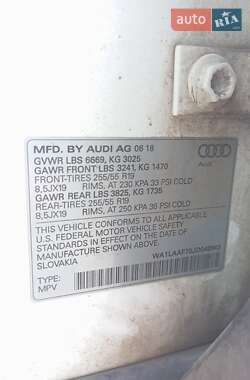 AUTO.RIA
MFD. BY AUDI AG 08 18
GVWR LBS 6669, KG 3025
GAWR FRONT LBS 3241, KG 1470
FRONT-TIRES 255/55 R19
8,5JX19 RIMS, AT 230 KPA 33 PSI COLD
GAWR REAR LBS 3825, KG 1735
REAR-TIRES 255/55 R19
8,5JX19 RIMS, AT 250 KPA 36 PSI COLD
Audi
THIS VEHICLE CONFORMS TO ALL APPLICABLE
FEDERAL MOTOR VEHICLE SAFETY STANDARDS
IN EFFECT ON THE DATE OF
MANUFACTURE SHOWN ABOVE.
SLOVAKIA
TYPE:
MPV